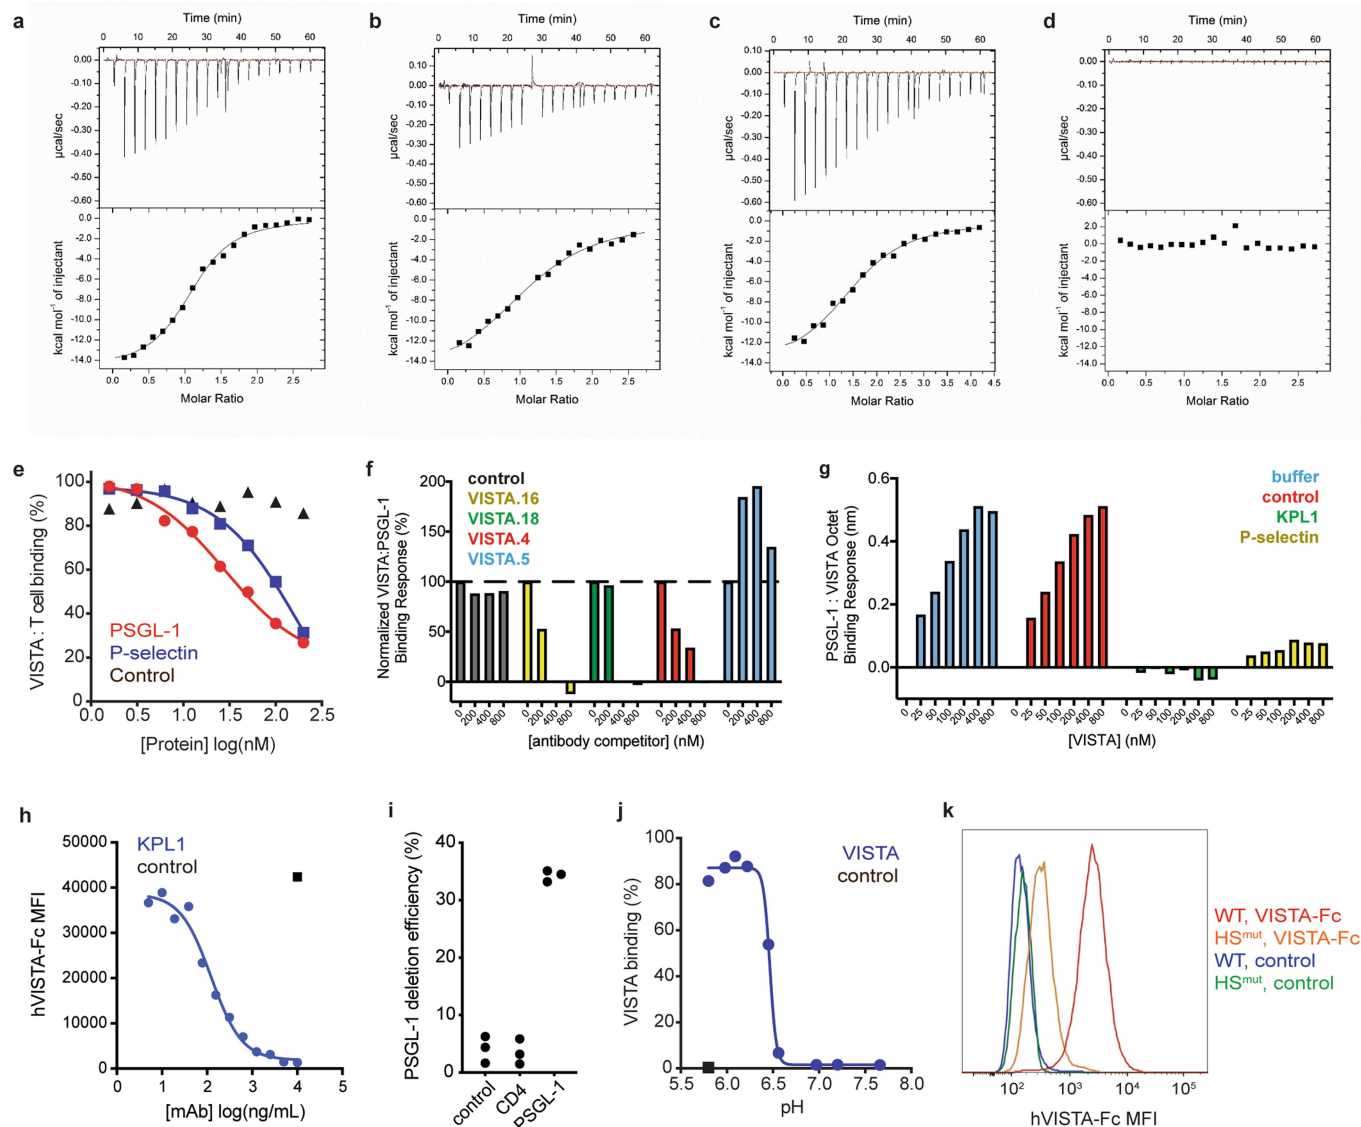 a
Time (min)
0 10 20 30 40 50 60
0.00
-0.10
-0.20
-0.30
-0.40
-0.50
-0.60
µcal/sec
0.0
-2.0
-4.0
-6.0
-8.0
-10.0
-12.0
-14.0
kcal mol⁻¹ of injectant
0.0 0.5 1.0 1.5 2.0 2.5
Molar Ratio
b
Time (min)
0 10 20 30 40 50 60
0.10
0.00
-0.10
-0.20
-0.30
-0.40
-0.50
µcal/sec
0.0
-2.0
-4.0
-6.0
-8.0
-10.0
-12.0
-14.0
kcal mol⁻¹ of injectant
0.0 0.5 1.0 1.5 2.0 2.5
Molar Ratio
c
Time (min)
0 10 20 30 40 50 60
0.10
0.00
-0.10
-0.20
-0.30
-0.40
-0.50
-0.60
µcal/sec
0.0
-2.0
-4.0
-6.0
-8.0
-10.0
-12.0
-14.0
kcal mol⁻¹ of injectant
0.0 0.5 1.0 1.5 2.0 2.5 3.0 3.5 4.0 4.5
Molar Ratio
d
Time (min)
0 10 20 30 40 50 60
0.00
-0.10
-0.20
-0.30
-0.40
-0.50
-0.60
µcal/sec
2.0
0.0
-2.0
-4.0
-6.0
-8.0
-10.0
-12.0
-14.0
kcal mol⁻¹ of injectant
0.0 0.5 1.0 1.5 2.0 2.5
Molar Ratio
e
100
80
60
40
20
0
VISTA : T cell binding (%)
PSGL-1
P-selectin
Control
0.0 0.5 1.0 1.5 2.0 2.5
[Protein] log(nM)
f
200
150
100
50
0
Normalized VISTA:PSGL-1
Binding Response (%)
control
VISTA.16
VISTA.18
VISTA.4
VISTA.5
0 200 400 800 0 200 400 800 0 200 400 800 0 200 400 800 0 200 400 800
[antibody competitor] (nM)
g
0.6
0.4
0.2
0.0
PSGL-1 : VISTA Octet
Binding Response (nm)
buffer
control
KPL1
P-selectin
0 25 50 100 200 400 800 0 25 50 100 200 400 800 0 25 50 100 200 400 800 0 25 50 100 200 400 800
[VISTA] (nM)
h
50000
40000
30000
20000
10000
0
hVISTA-Fc MFI
KPL1
control
0 1 2 3 4 5
[mAb] log(ng/mL)
i
40
30
20
10
0
PSGL-1 deletion efficiency (%)
control CD4 PSGL-1
j
100
80
60
40
20
0
VISTA binding (%)
VISTA
control
5.5 6.0 6.5 7.0 7.5 8.0
pH
k
WT, VISTA-Fc
HSᵐᵘᵗ, VISTA-Fc
WT, control
HSᵐᵘᵗ, control
10² 10³ 10⁴ 10⁵
hVISTA-Fc MFI